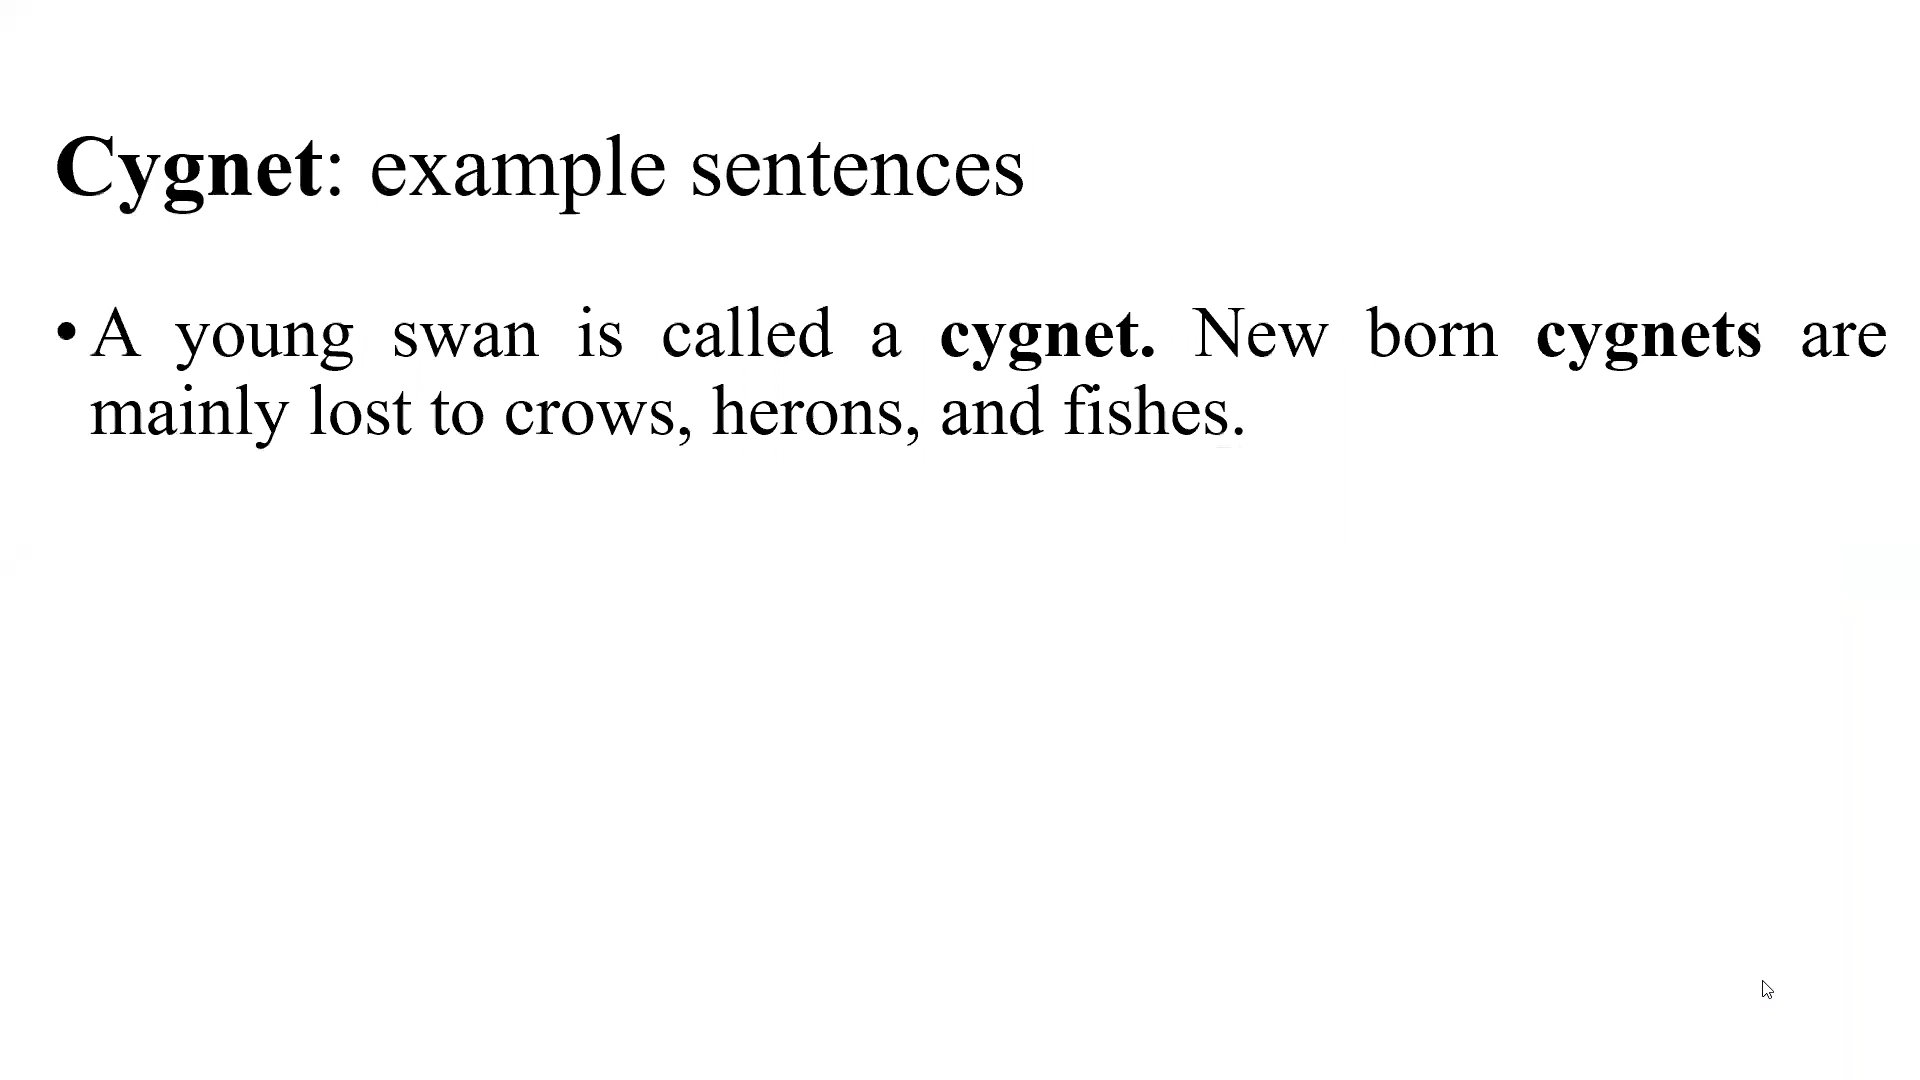 Cygnet: example sentences
• A young swan is called a cygnet. New born cygnets are
mainly lost to crows, herons, and fishes.